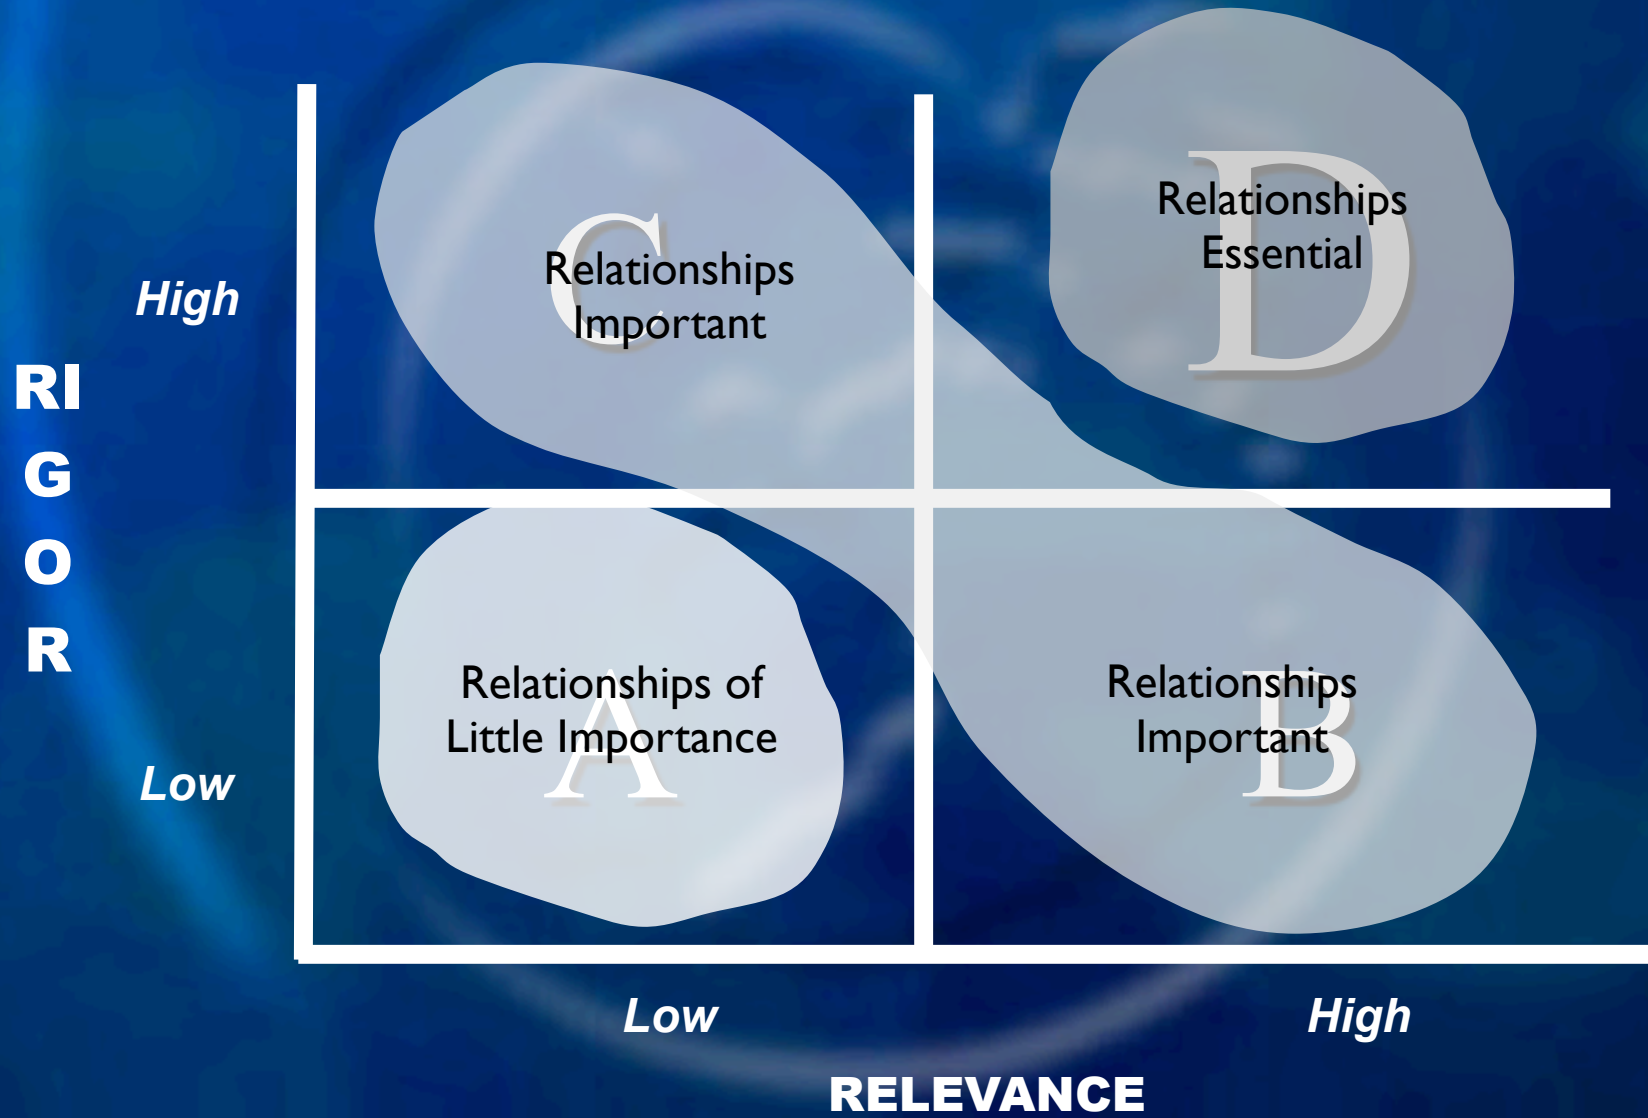 RI
G
O
R
High
Low
C
Relationships
Important
D
Relationships
Essential
A
Relationships of
Little Importance
B
Relationships
Important
Low
High
RELEVANCE